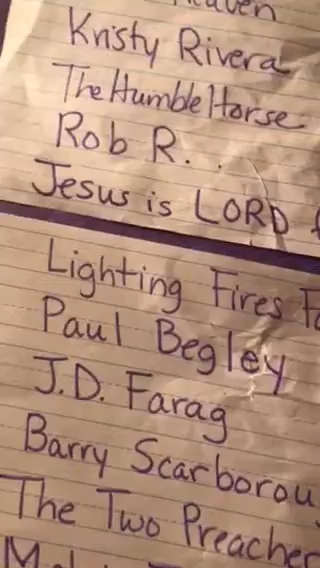 Kristy Rivera
The Humble Horse
Rob R.
Jesus is LORD
Lighting Fires
Paul Begley
J.D. Farag
Barry Scarborou
The Two Preacher